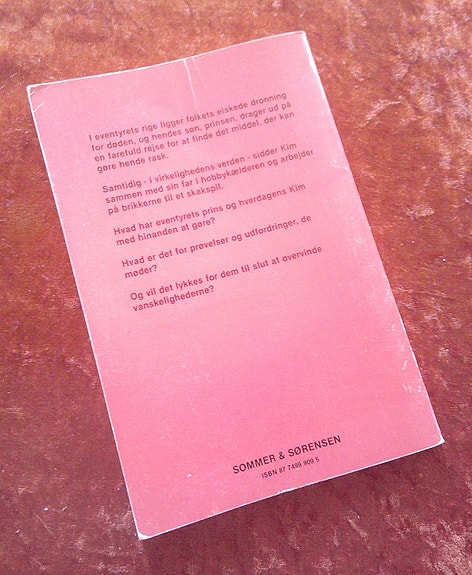 I eventyrets rige ligger folkets elskede dronning
for døden, og hendes søn, prinsen, drager ud på
en farefuld rejse for at finde det middel, der kan
gøre hende rask.
Samtidig - i virkelighedens verden - sidder Kim
sammen med sin far i hobbykælderen og arbejder
på brikkerne til et skakspil.
Hvad har eventyrets prins og hverdagens Kim
med hinanden at gøre?
Hvad er det for prøvelser og udfordringer, de
møder?
Og vil det lykkes for dem til slut at overvinde
vanskelighederne?
SOMMER & SØRENSEN
ISBN 87 7499 909 5